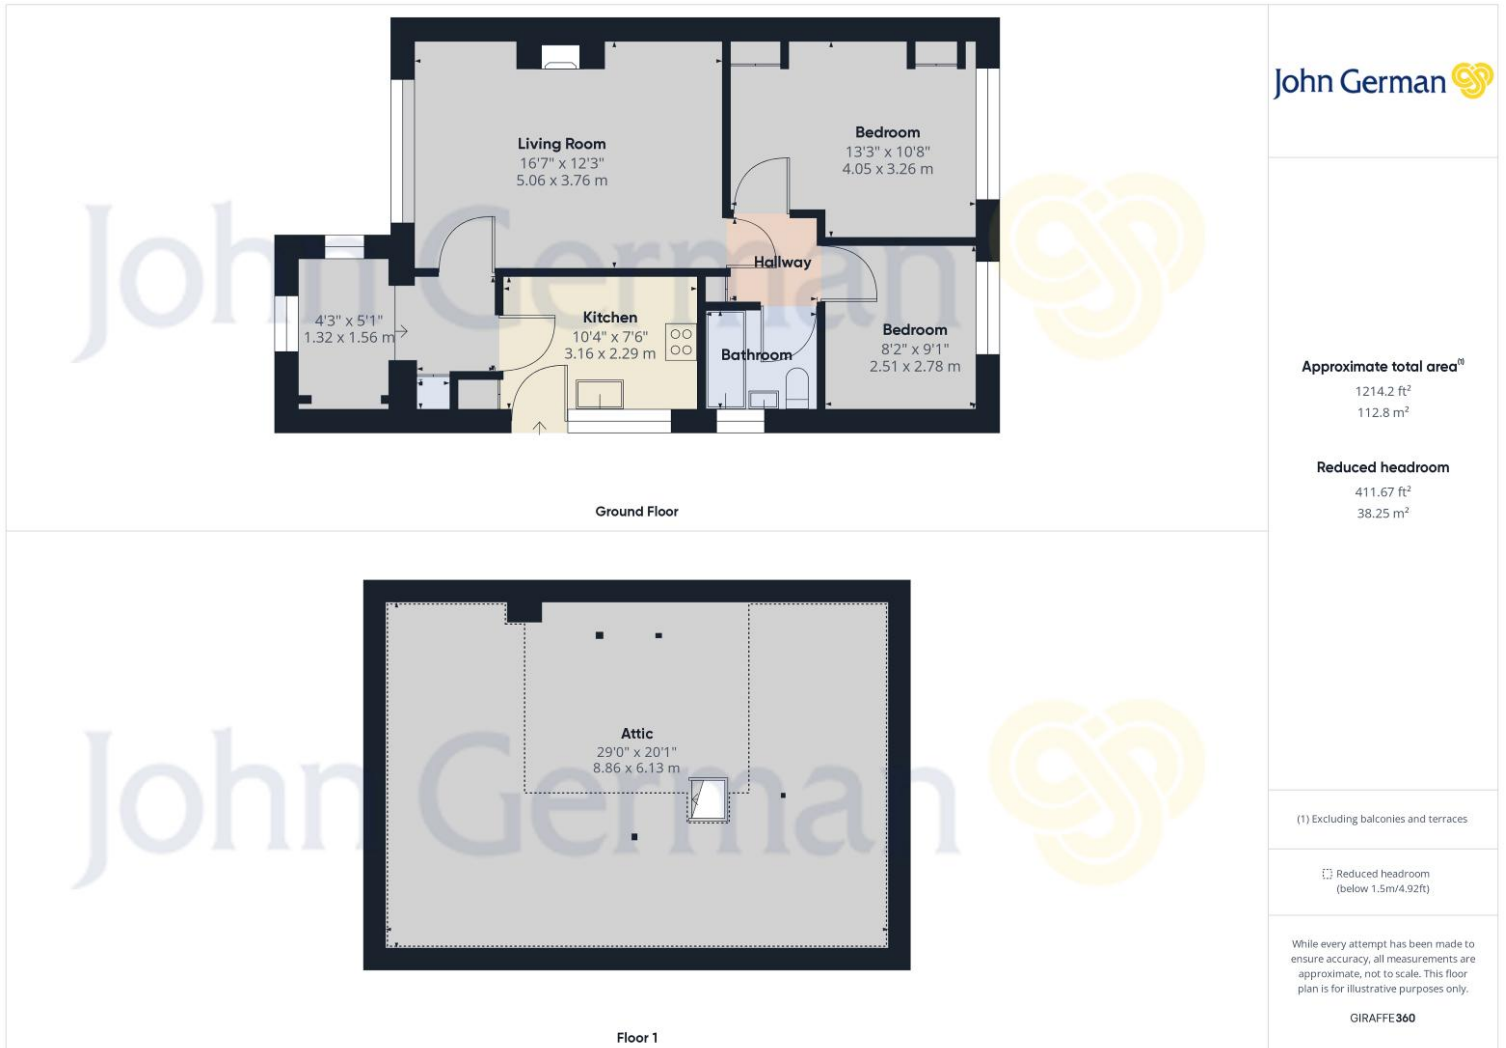 Living Room
16'7" x 12'3"
5.06 x 3.76 m
Bedroom
13'3" x 10'8"
4.05 x 3.26 m
Hallway
4'3" x 5'1"
1.32 x 1.56 m
Kitchen
10'4" x 7'6"
3.16 x 2.29 m
Bathroom
Bedroom
8'2" x 9'1"
2.51 x 2.78 m
John German
Ground Floor
Attic
29'0" x 20'1"
8.86 x 6.13 m
John German
Floor 1
John German
Approximate total area⁽¹⁾
1214.2 ft²
112.8 m²
Reduced headroom
411.67 ft²
38.25 m²
(1) Excluding balconies and terraces
Reduced headroom
(below 1.5m/4.92ft)
While every attempt has been made to
ensure accuracy, all measurements are
approximate, not to scale. This floor
plan is for illustrative purposes only.
GIRAFFE360